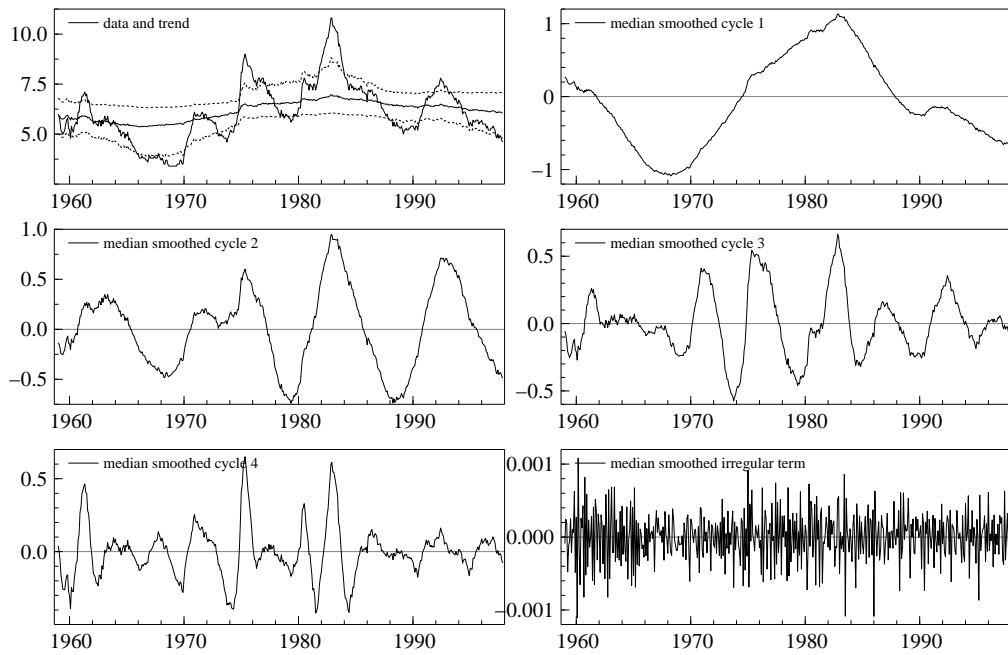 data and trend
10.0
7.5
5.0
1960 1970 1980 1990
median smoothed cycle 1
1
0
−1
1960 1970 1980 1990
median smoothed cycle 2
1.0
0.5
0.0
−0.5
1960 1970 1980 1990
median smoothed cycle 3
0.5
0.0
−0.5
1960 1970 1980 1990
median smoothed cycle 4
0.5
0.0
1960 1970 1980 1990
median smoothed irregular term
0.001
0.000
−0.001
1960 1970 1980 1990